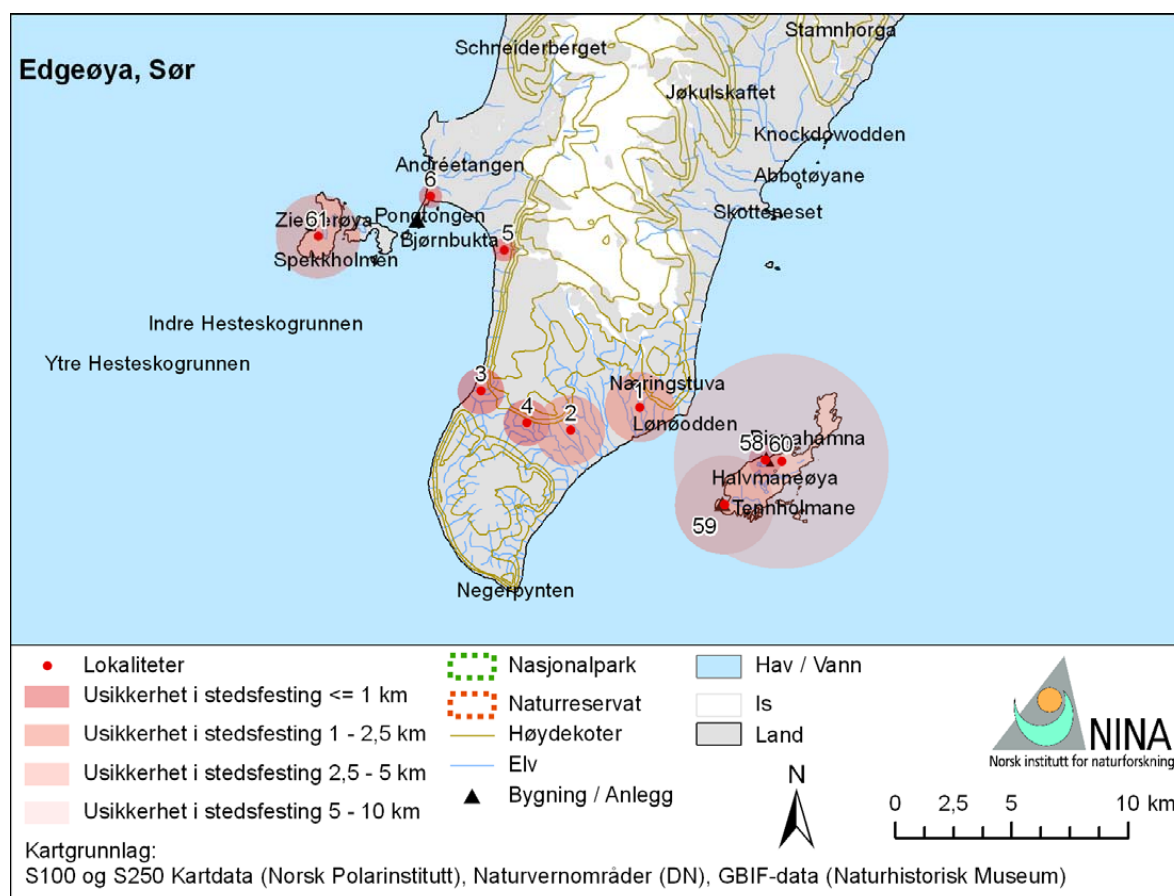 Edgeøya, Sør
Schneiderberget
Stamnhorga
Jøkulskaftet
Knockdowodden
Andréetangen
Abbotøyane
6
61
5
Skotteneset
Bjørnbukta
Spekkholmen
Indre Hesteskogrunnen
Ytre Hesteskogrunnen
3
Næringstuva
1
4
2
Lønøodden
58
60
Halvmåneøya
Tennholmane
59
Negerpynten
Lokaliteter
Usikkerhet i stedsfesting <= 1 km
Usikkerhet i stedsfesting 1 - 2,5 km
Usikkerhet i stedsfesting 2,5 - 5 km
Usikkerhet i stedsfesting 5 - 10 km
Nasjonalpark
Naturreservat
Høydekoter
Elv
Bygning / Anlegg
Hav / Vann
Is
Land
N
NINA
Norsk institutt for naturforskning
0 2,5 5 10 km
Kartgrunnlag:
S100 og S250 Kartdata (Norsk Polarinstitutt), Naturvernområder (DN), GBIF-data (Naturhistorisk Museum)